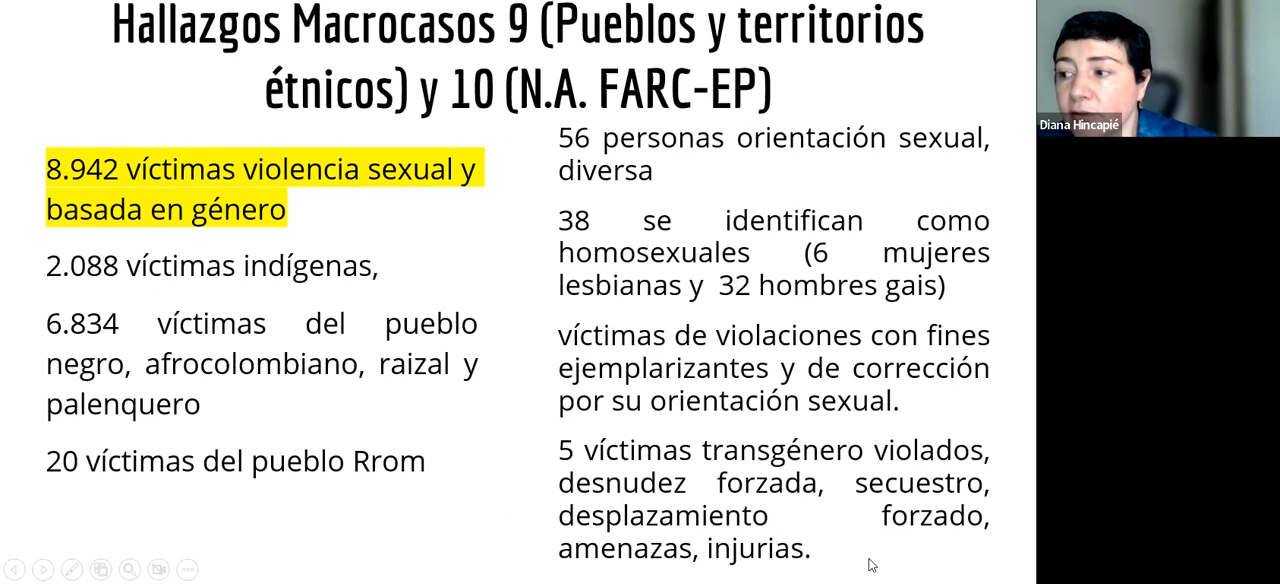 Hallazgos Macrocasos 9 (Pueblos y territorios
étnicos) y 10 (N.A. FARC-EP)
8.942 víctimas violencia sexual y
basada en género
2.088 víctimas indígenas,
6.834 víctimas del pueblo
negro, afrocolombiano, raizal y
palenquero
20 víctimas del pueblo Rrom
56 personas orientación sexual,
diversa
38 se identifican como
homosexuales (6 mujeres
lesbianas y 32 hombres gais)
víctimas de violaciones con fines
ejemplarizantes y de corrección
por su orientación sexual.
5 víctimas transgénero violados,
desnudez forzada, secuestro,
desplazamiento forzado,
amenazas, injurias.
Diana Hincapié